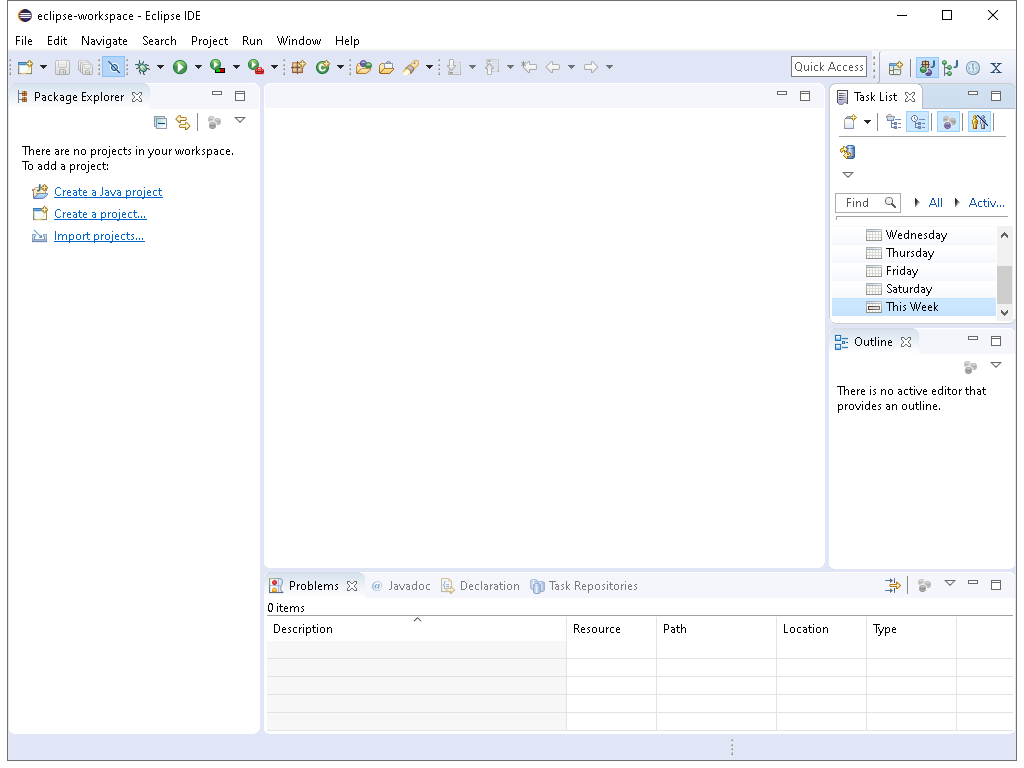 eclipse-workspace - Eclipse IDE
File Edit Navigate Search Project Run Window Help
Quick Access
Package Explorer
There are no projects in your workspace.
To add a project:
Create a Java project
Create a project...
Import projects...
Task List
Find All Activ...
Wednesday
Thursday
Friday
Saturday
This Week
Outline
There is no active editor that
provides an outline.
Problems @ Javadoc Declaration Task Repositories
0 items
Description Resource Path Location Type